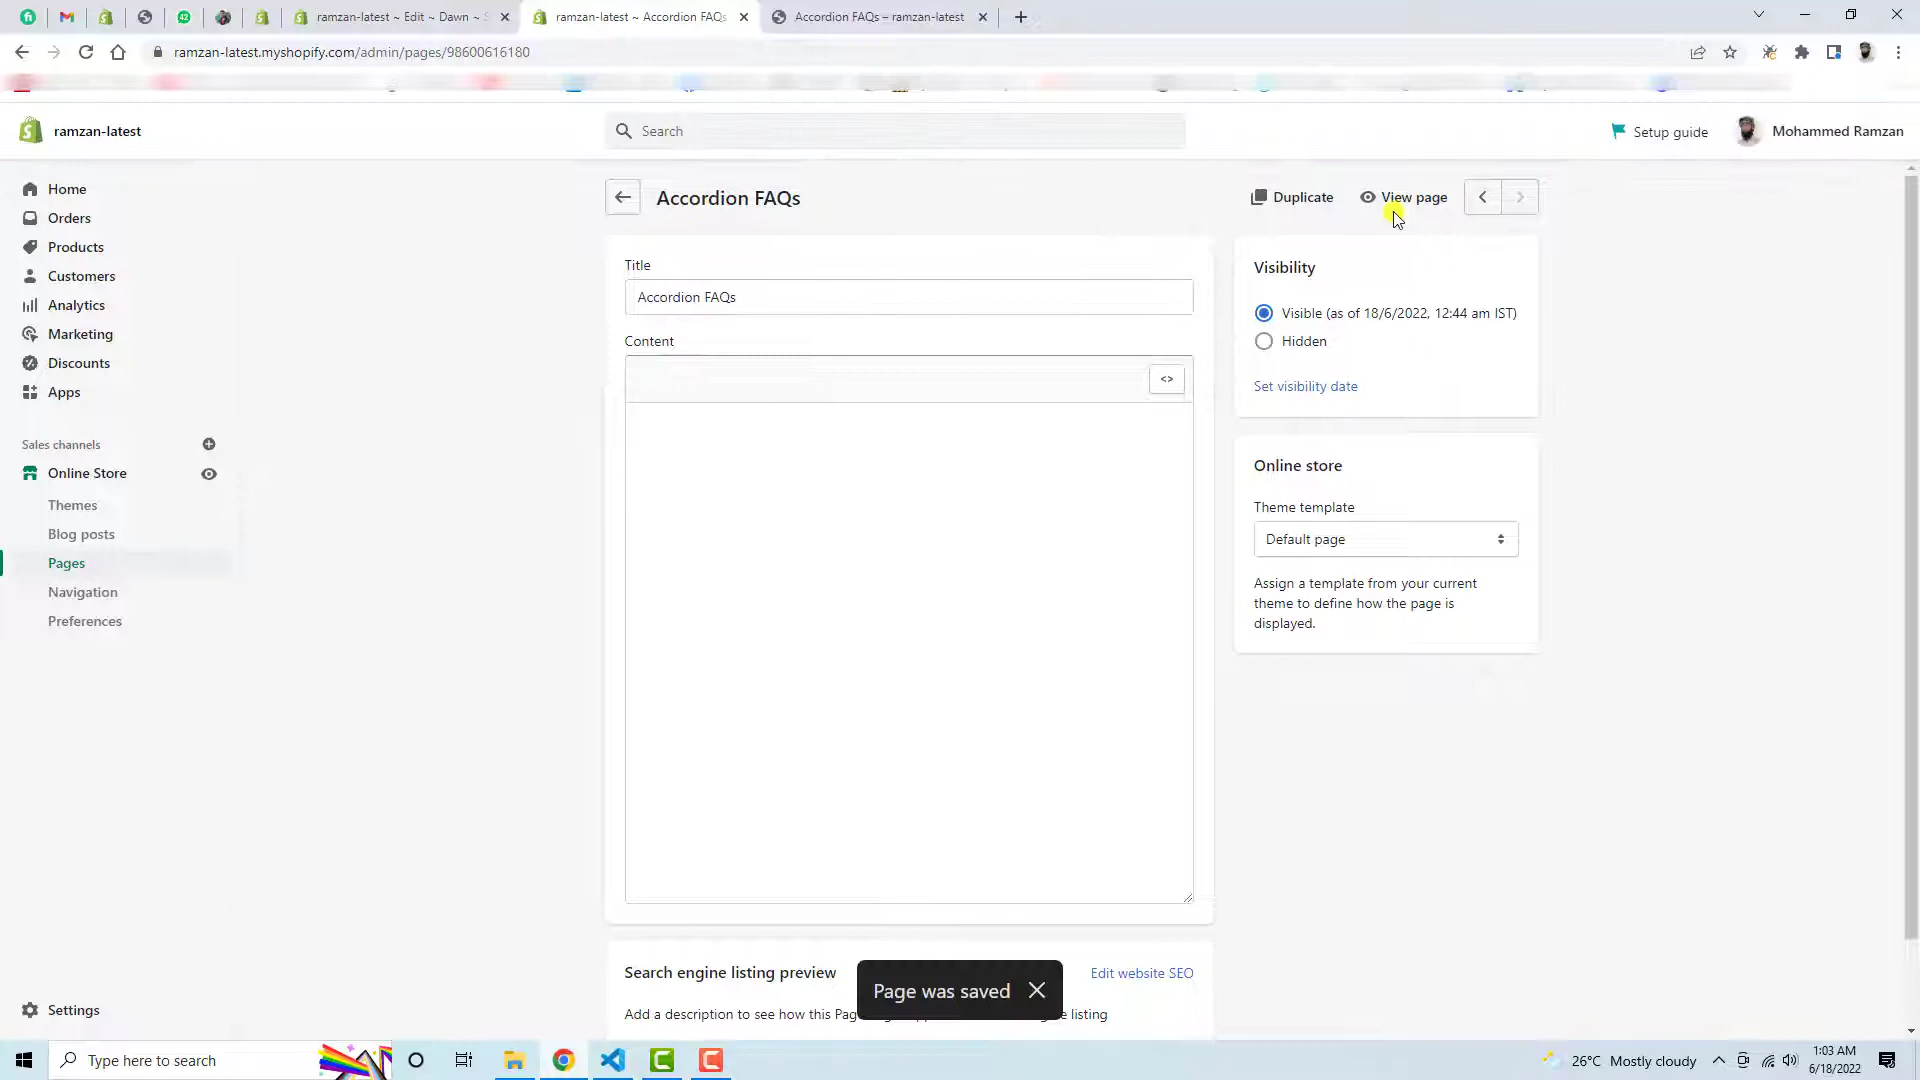 ramzan-latest ~ Edit ~ Dawn ~ S
ramzan-latest ~ Accordion FAQs
Accordion FAQs – ramzan-latest
ramzan-latest.myshopify.com/admin/pages/98600616180
ramzan-latest
Search
Setup guide
Mohammed Ramzan
Home
Orders
Products
Customers
Analytics
Marketing
Discounts
Apps
Sales channels
Online Store
Themes
Blog posts
Pages
Navigation
Preferences
Settings
Accordion FAQs
Duplicate
View page
Title
Accordion FAQs
Content
<>
Visibility
Visible (as of 18/6/2022, 12:44 am IST)
Hidden
Set visibility date
Online store
Theme template
Default page
Assign a template from your current
theme to define how the page is
displayed.
Search engine listing preview
Edit website SEO
Page was saved
Add a description to see how this Pag
listing
Type here to search
26°C Mostly cloudy
1:03 AM
6/18/2022